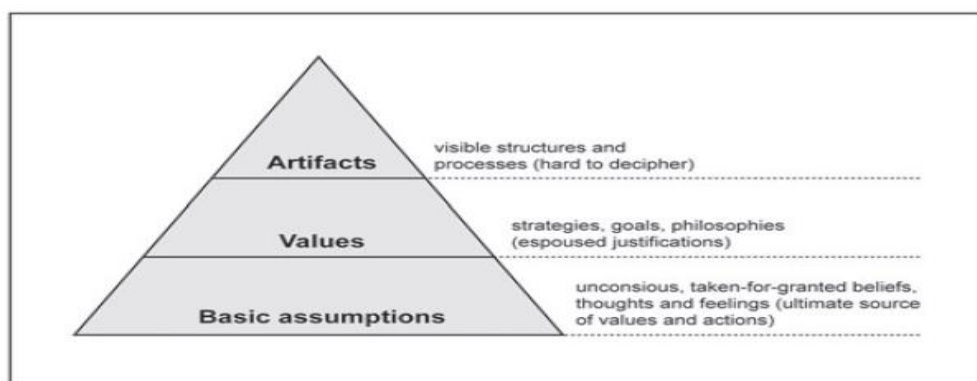 Artifacts
visible structures and
processes (hard to decipher)
Values
strategies, goals, philosophies
(espoused justifications)
Basic assumptions
unconsious, taken-for-granted beliefs,
thoughts and feelings (ultimate source
of values and actions)